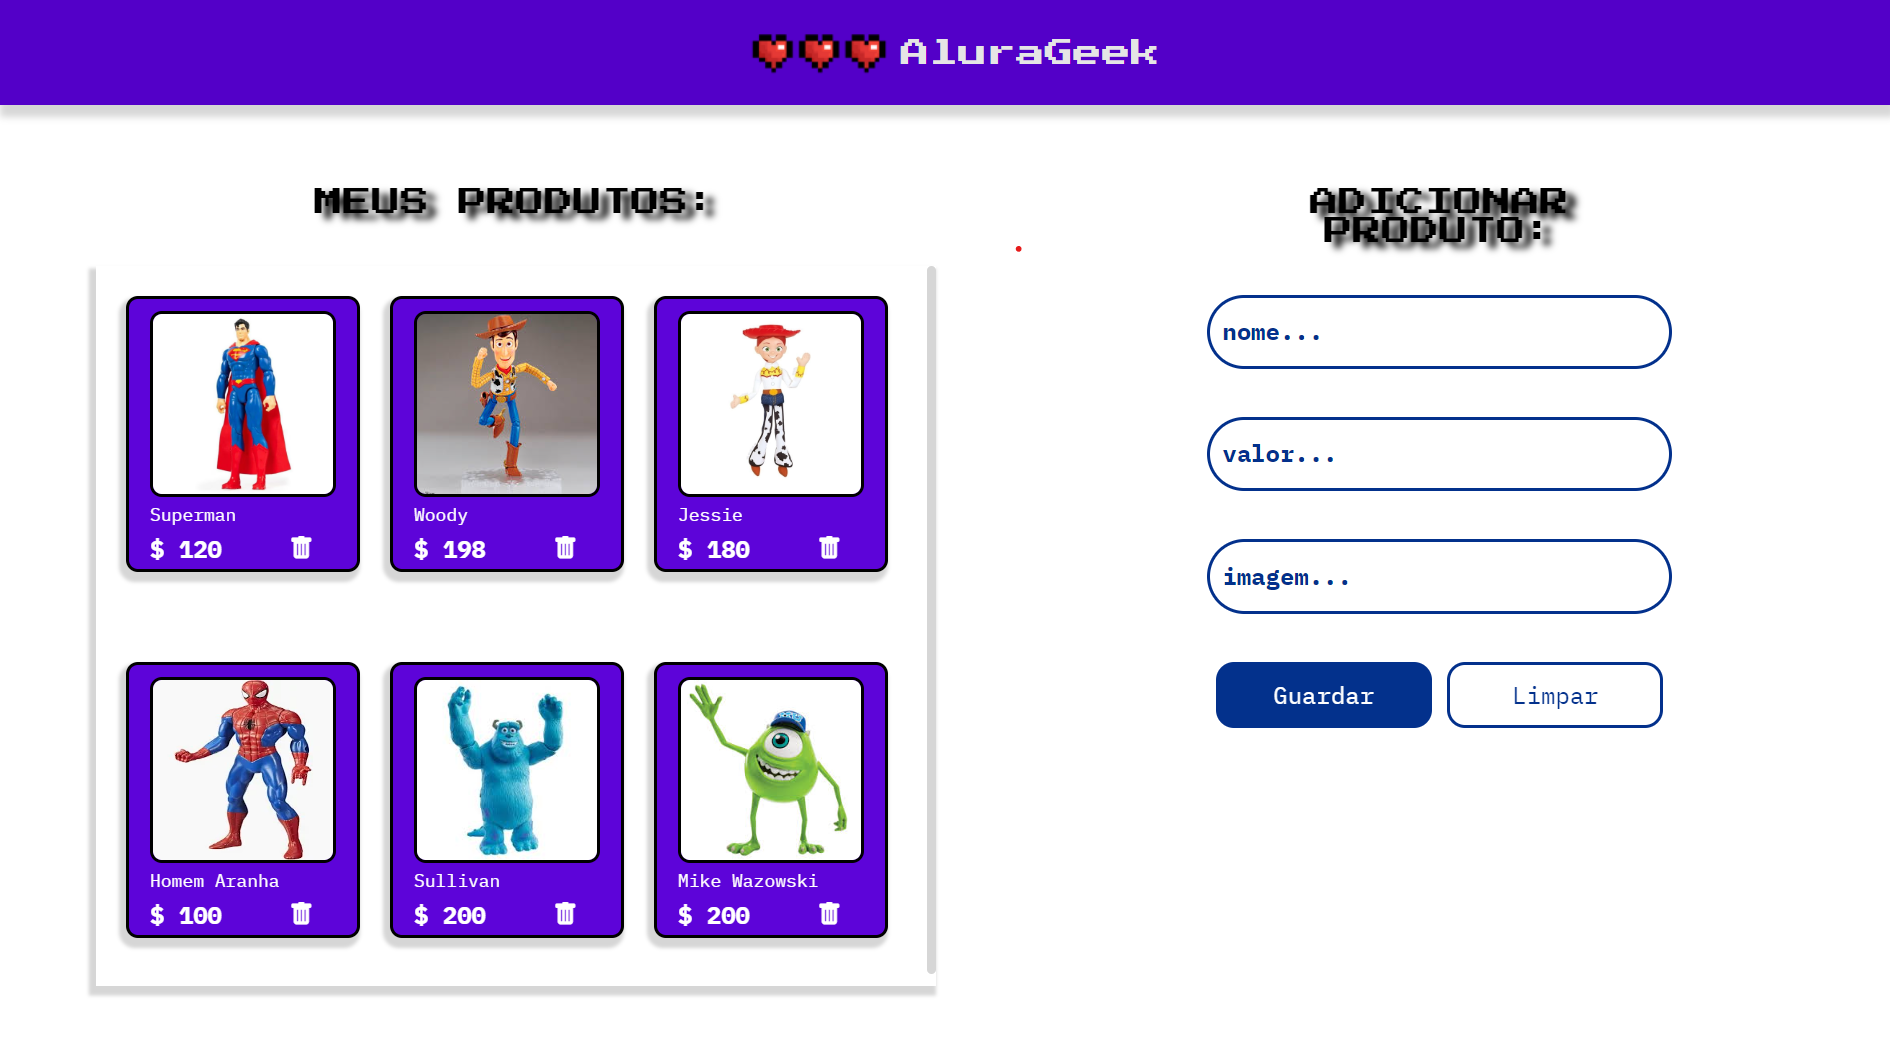 AluraGeek
MEUS PRODUTOS:
Superman
$ 120
Woody
$ 198
Jessie
$ 180
Homem Aranha
$ 100
Sullivan
$ 200
Mike Wazowski
$ 200
ADICIONAR
PRODUTO:
nome...
valor...
imagem...
Guardar
Limpar